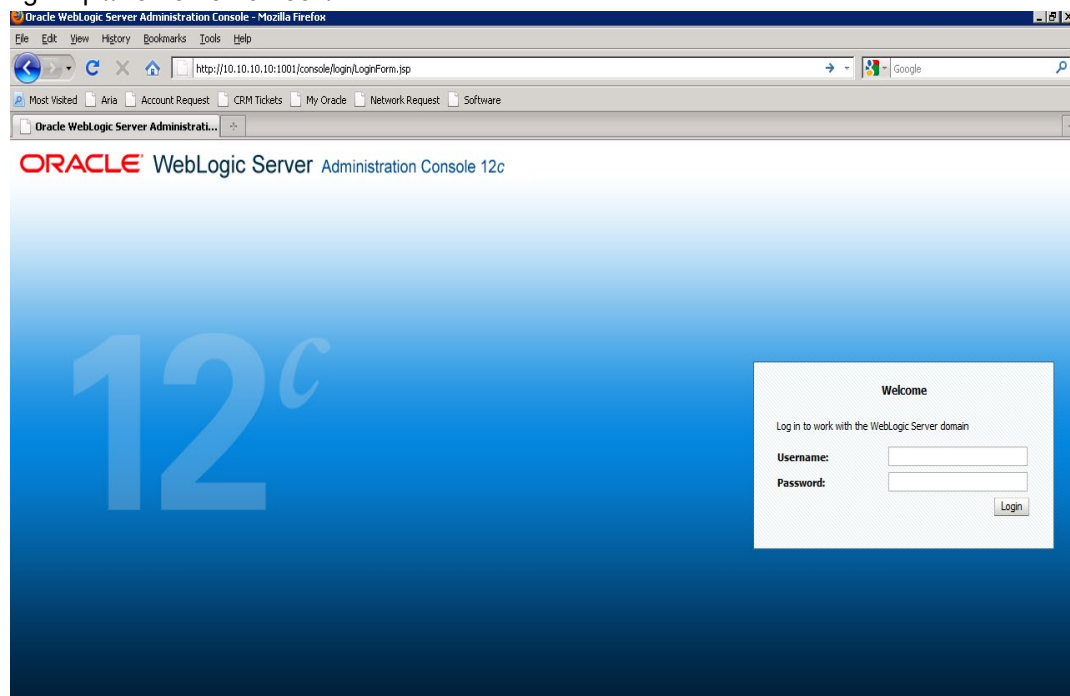 Oracle WebLogic Server Administration Console - Mozilla Firefox
File Edit View History Bookmarks Tools Help
http://10.10.10.10:1001/console/login/LoginForm.jsp Google
Most Visited Aria Account Request CRM Tickets My Oracle Network Request Software
Oracle WebLogic Server Administrati...
ORACLE WebLogic Server Administration Console 12c
12c
Welcome
Log in to work with the WebLogic Server domain
Username:
Password:
Login